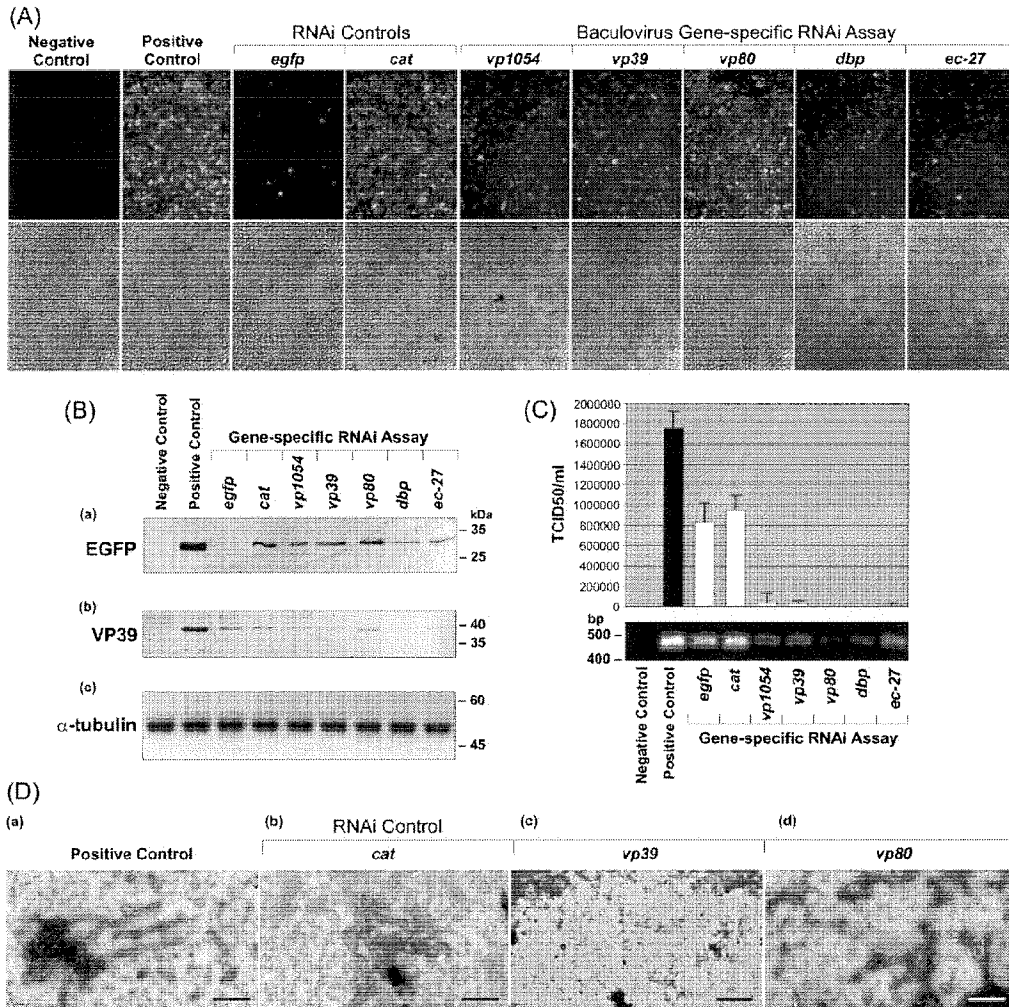 (A)
Negative Control
Positive Control
RNAi Controls
egfp
cat
Baculovirus Gene-specific RNAi Assay
vp1054
vp39
vp80
dbp
ec-27
(B)
Negative Control
Positive Control
Gene-specific RNAi Assay
egfp
cat
vp1054
vp39
vp80
dbp
ec-27
kDa
(a)
EGFP
35
25
(b)
VP39
40
35
(c)
α-tubulin
60
45
(C)
TCID50/ml
2000000
1800000
1600000
1400000
1200000
1000000
800000
600000
400000
200000
0
bp
500
400
Negative Control
Positive Control
egfp
cat
vp1054
vp39
vp80
dbp
ec-27
Gene-specific RNAi Assay
(D)
(a)
Positive Control
(b)
RNAi Control
cat
(c)
vp39
(d)
vp80